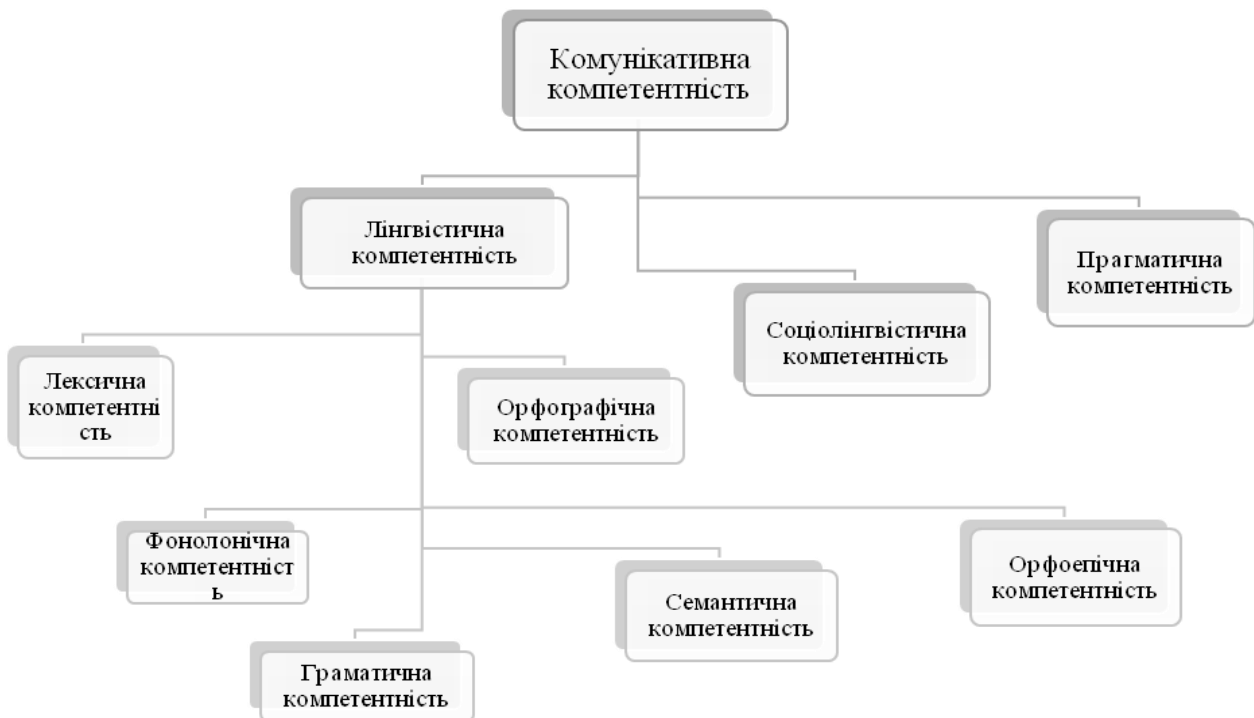 Комунікативна
компетентність
Лінгвістична
компетентність
Прагматична
компетентність
Соціолінгвістична
компетентність
Лексична
компетентні
сть
Орфографічна
компетентність
Фонолонічна
компетентніст
ь
Орфоепічна
компетентність
Семантична
компетентність
Граматична
компетентність